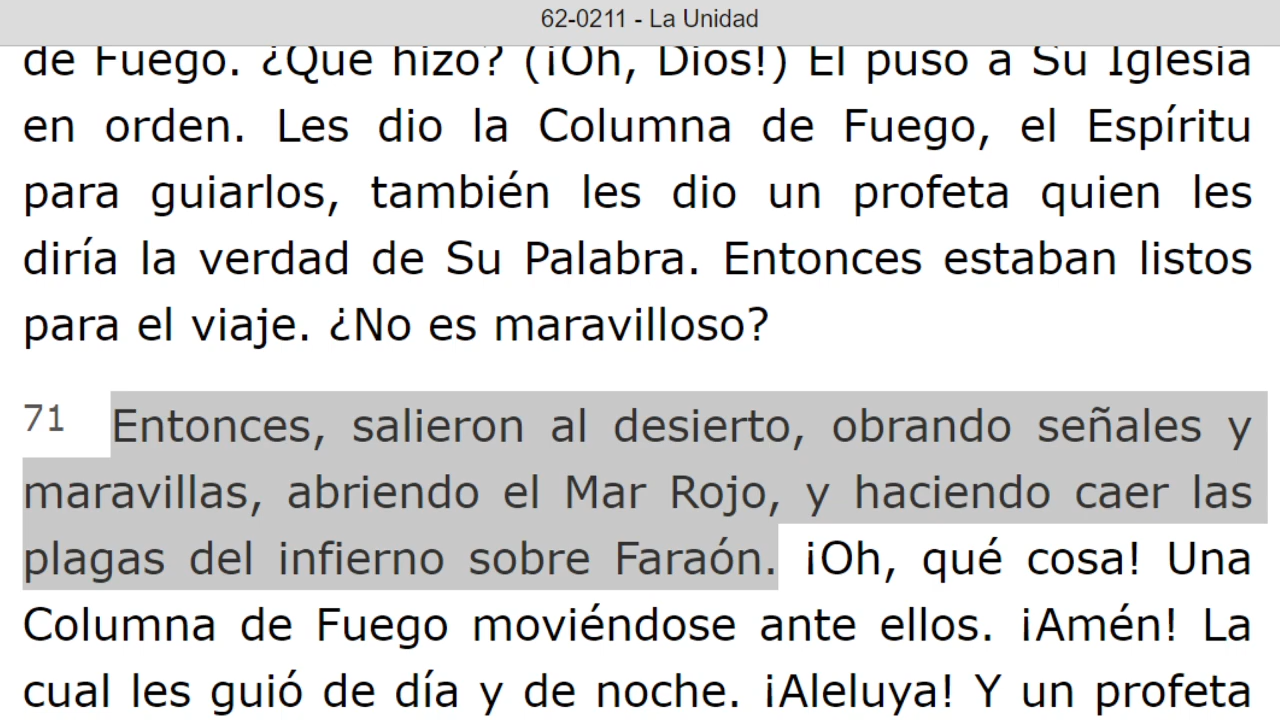 62-0211 - La Unidad
de Fuego. ¿Qué hizo? (¡Oh, Dios!) Él puso a Su Iglesia
en orden. Les dio la Columna de Fuego, el Espíritu
para guiarlos, también les dio un profeta quien les
diría la verdad de Su Palabra. Entonces estaban listos
para el viaje. ¿No es maravilloso?
71 Entonces, salieron al desierto, obrando señales y
maravillas, abriendo el Mar Rojo, y haciendo caer las
plagas del infierno sobre Faraón. ¡Oh, qué cosa! Una
Columna de Fuego moviéndose ante ellos. ¡Amén! La
cual les guió de día y de noche. ¡Aleluya! Y un profeta